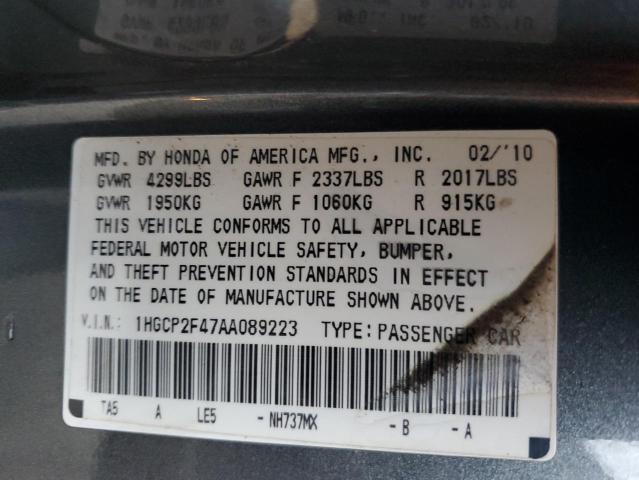 MFD. BY HONDA OF AMERICA MFG., INC. 02/'10
GVWR 4299LBS GAWR F 2337LBS R 2017LBS
GVWR 1950KG GAWR F 1060KG R 915KG
THIS VEHICLE CONFORMS TO ALL APPLICABLE
FEDERAL MOTOR VEHICLE SAFETY, BUMPER,
AND THEFT PREVENTION STANDARDS IN EFFECT
ON THE DATE OF MANUFACTURE SHOWN ABOVE.
V.I.N.: 1HGCP2F47AA089223 TYPE:PASSENGER CAR
TA5 A LE5 -NH737MX -B -A